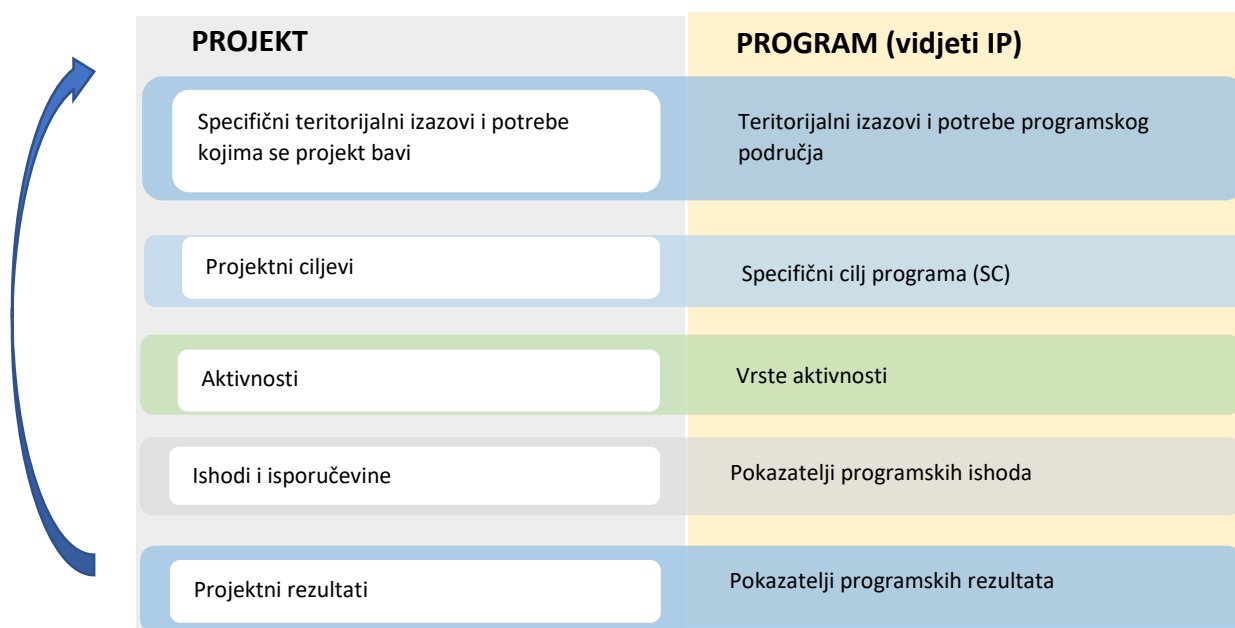 PROJEKT
PROGRAM (vidjeti IP)
Specifični teritorijalni izazovi i potrebe
kojima se projekt bavi
Teritorijalni izazovi i potrebe programskog
područja
Projektni ciljevi
Specifični cilj programa (SC)
Aktivnosti
Vrste aktivnosti
Ishodi i isporučevine
Pokazatelji programskih ishoda
Projektni rezultati
Pokazatelji programskih rezultata